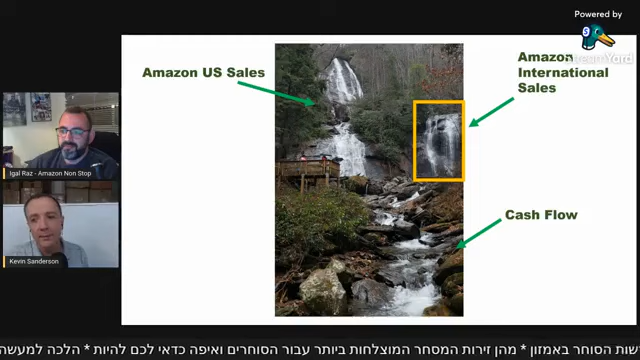 Powered by
StreamYard
Amazon US Sales
Amazon
International
Sales
Cash Flow
Igal Raz - Amazon Non Stop
Kevin Sanderson
שות הסוחר באמזון * מהן זירות המסחר המוצלחות ביותר עבור הסוחרים ואיפה כדאי לכם להיות * הלכה למעשה